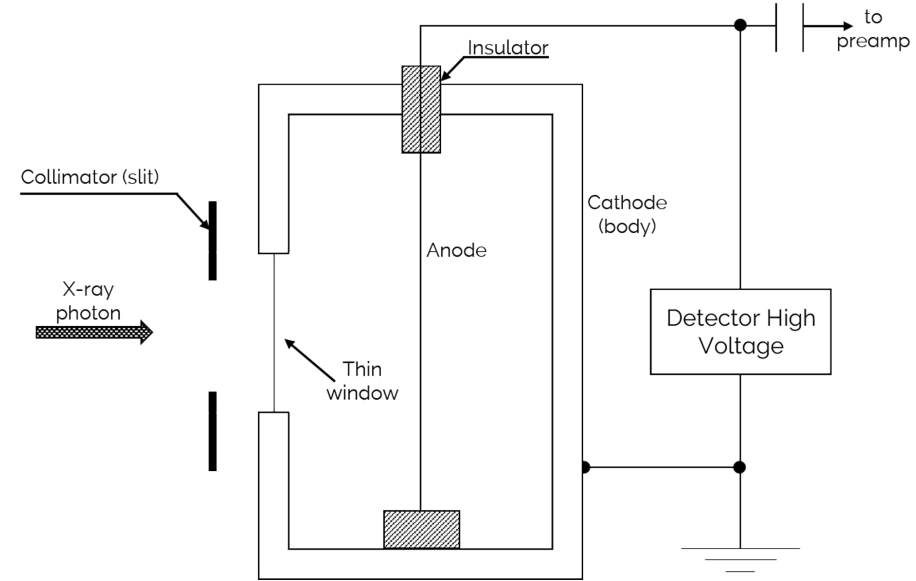 to
preamp
Insulator
Collimator (slit)
Cathode
(body)
Anode
X-ray
photon
Detector High
Voltage
Thin
window